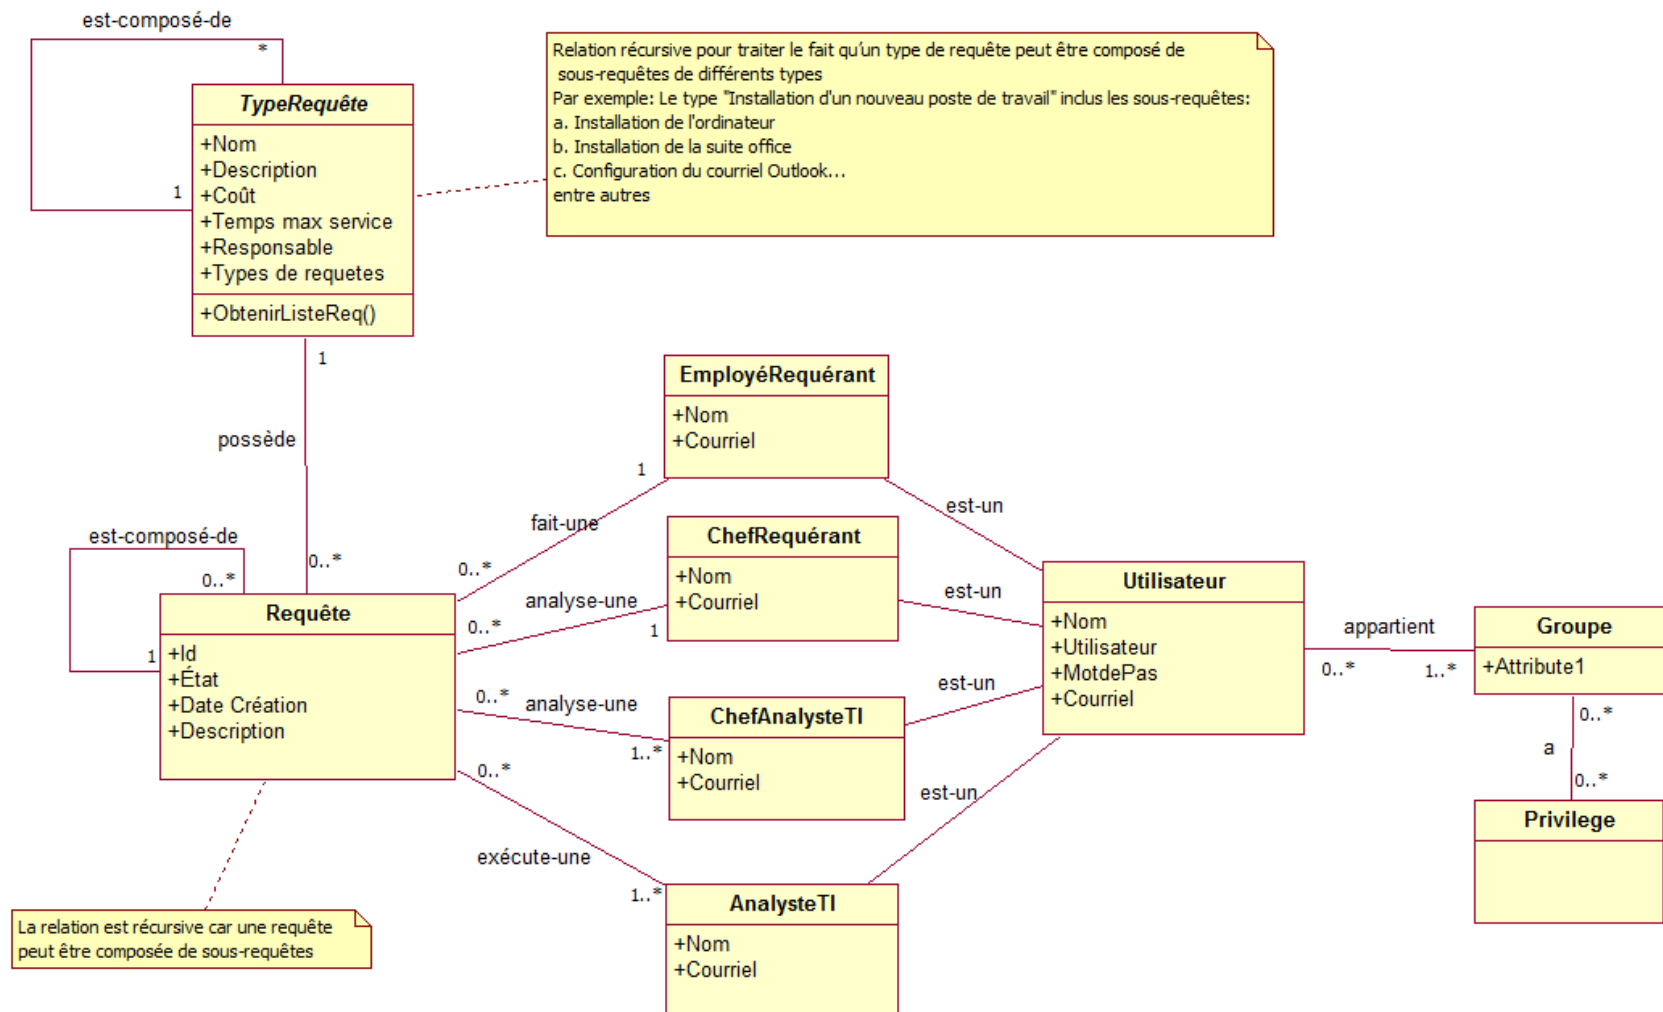 est-composé-de
*
Relation récursive pour traiter le fait qu'un type de requête peut être composé de
sous-requêtes de différents types
Par exemple: Le type "Installation d'un nouveau poste de travail" inclus les sous-requêtes:
a. Installation de l'ordinateur
b. Installation de la suite office
c. Configuration du courriel Outlook...
entre autres
TypeRequête
+Nom
+Description
+Coût
+Temps max service
+Responsable
+Types de requetes
+ObtenirListeReq()
1
1
possède
0..*
est-composé-de
0..*
1
Requête
+Id
+État
+Date Création
+Description
La relation est récursive car une requête
peut être composée de sous-requêtes
EmployéRequérant
+Nom
+Courriel
1
fait-une
0..*
est-un
ChefRequérant
+Nom
+Courriel
analyse-une
0..*
1
est-un
ChefAnalysteTI
+Nom
+Courriel
0..*
analyse-une
1..*
est-un
AnalysteTI
+Nom
+Courriel
0..*
exécute-une
1..*
est-un
Utilisateur
+Nom
+Utilisateur
+MotdePas
+Courriel
appartient
0..*
1..*
Groupe
+Attribute1
0..*
a
0..*
Privilege